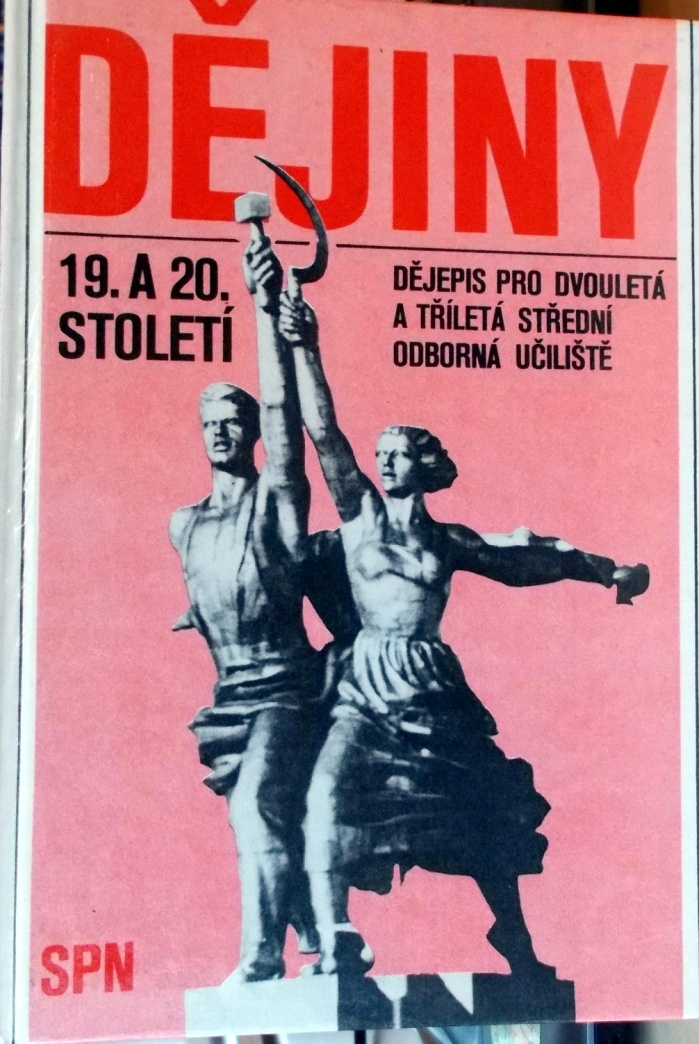 DĚJINY
19. A 20.
STOLETÍ
DĚJEPIS PRO DVOULETÁ
A TŘÍLETÁ STŘEDNÍ
ODBORNÁ UČILIŠTĚ
SPN